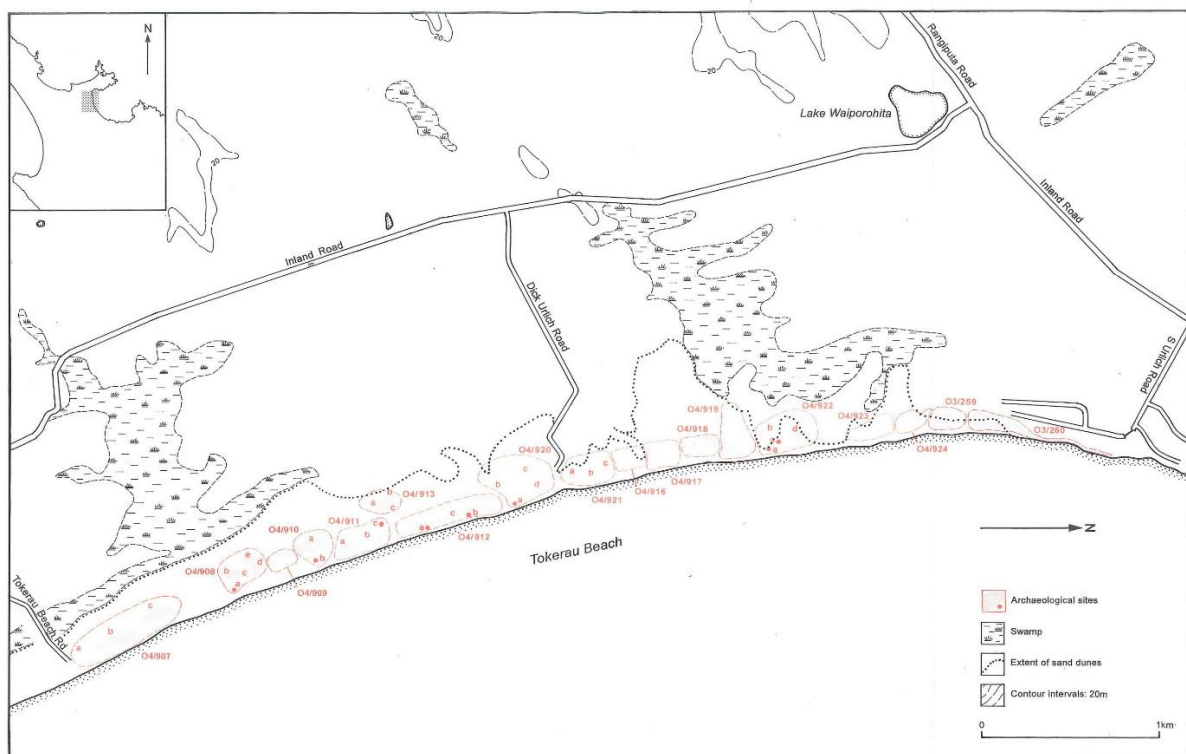 N
20
20
20
20
Rangiputa Road
Lake Waiporohita
Inland Road
Inland Road
Dick Urlich Road
S Urlich Road
O4/919
O4/922
O3/259
b
d
a
O4/923
O3/260
O4/918
O4/924
O4/920
c
b
d
a
a
b
c
O4/917
O4/916
O4/921
b
a
c
O4/913
O4/911
c
a
b
O4/910
a
b
a
c
b
O4/912
Tokerau Beach
N
O4/908
e
d
b
c
a
O4/909
Tokerau Beach Rd
c
b
a
O4/907
Archaeological sites
Swamp
Extent of sand dunes
Contour intervals: 20m
0
1km